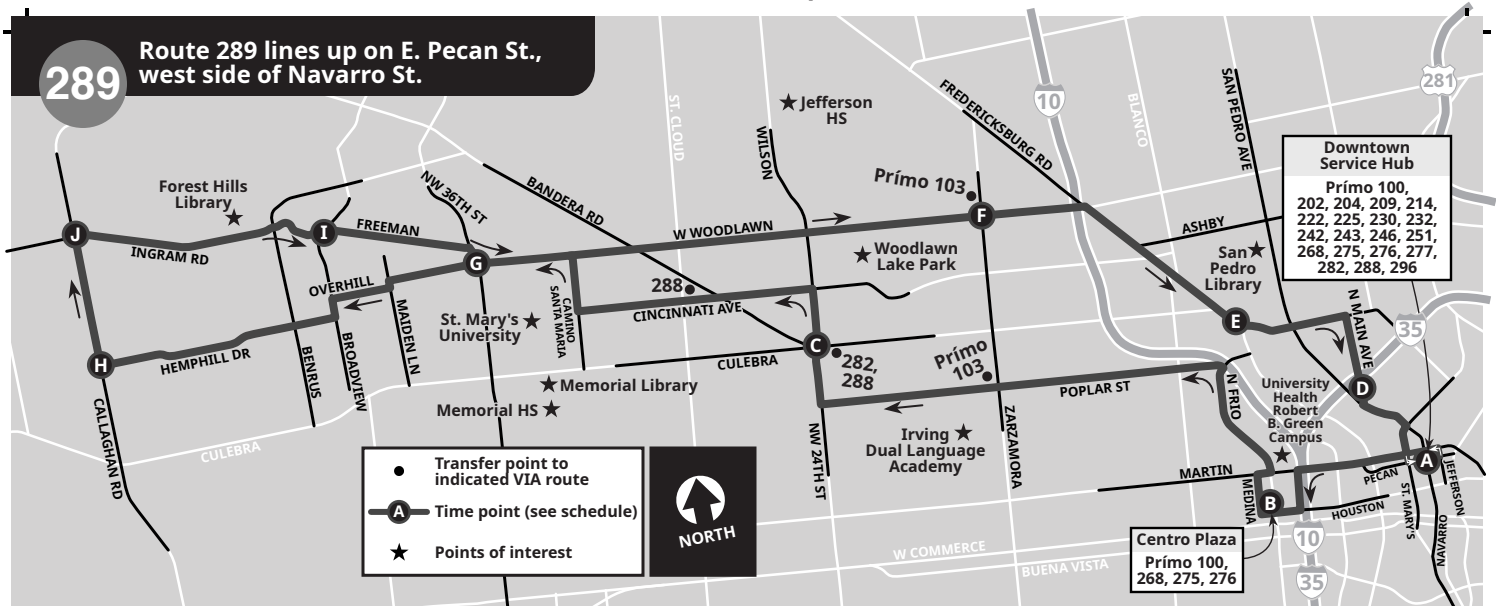 289
Route 289 lines up on E. Pecan St.,
west side of Navarro St.
Jefferson
HS
ST. CLOUD
WILSON
FREDERICKSBURG RD
10
BLANCO
SAN PEDRO AVE
281
Downtown
Service Hub
Prímo 100,
202, 204, 209, 214,
222, 225, 230, 232,
242, 243, 246, 251,
268, 275, 276, 277,
282, 288, 296
Forest Hills
Library
NW 36TH ST
BANDERA RD
Prímo 103
J
INGRAM RD
I
FREEMAN
G
W WOODLAWN
F
ASHBY
San
Pedro
Library
Woodlawn
Lake Park
OVERHILL
MAIDEN LN
288
CINCINNATI AVE
CAMINO
SANTA MARIA
St. Mary's
University
N MAIN AVE
35
E
H
HEMPHILL DR
BENRUS
BROADVIEW
C
282,
288
CULEBRA
Prímo
103
POPLAR ST
N FRIO
D
University
Health
Robert
B. Green
Campus
Memorial Library
Memorial HS
CALLAGHAN RD
CULEBRA
NW 24TH ST
Irving
Dual Language
Academy
ZARZAMORA
MARTIN
MEDINA
B
PECAN
HOUSTON
A
ST. MARY'S
JEFFERSON
NAVARRO
Transfer point to
indicated VIA route
A
Time point (see schedule)
Points of interest
NORTH
W COMMERCE
BUENA VISTA
Centro Plaza
Prímo 100,
268, 275, 276
10
35